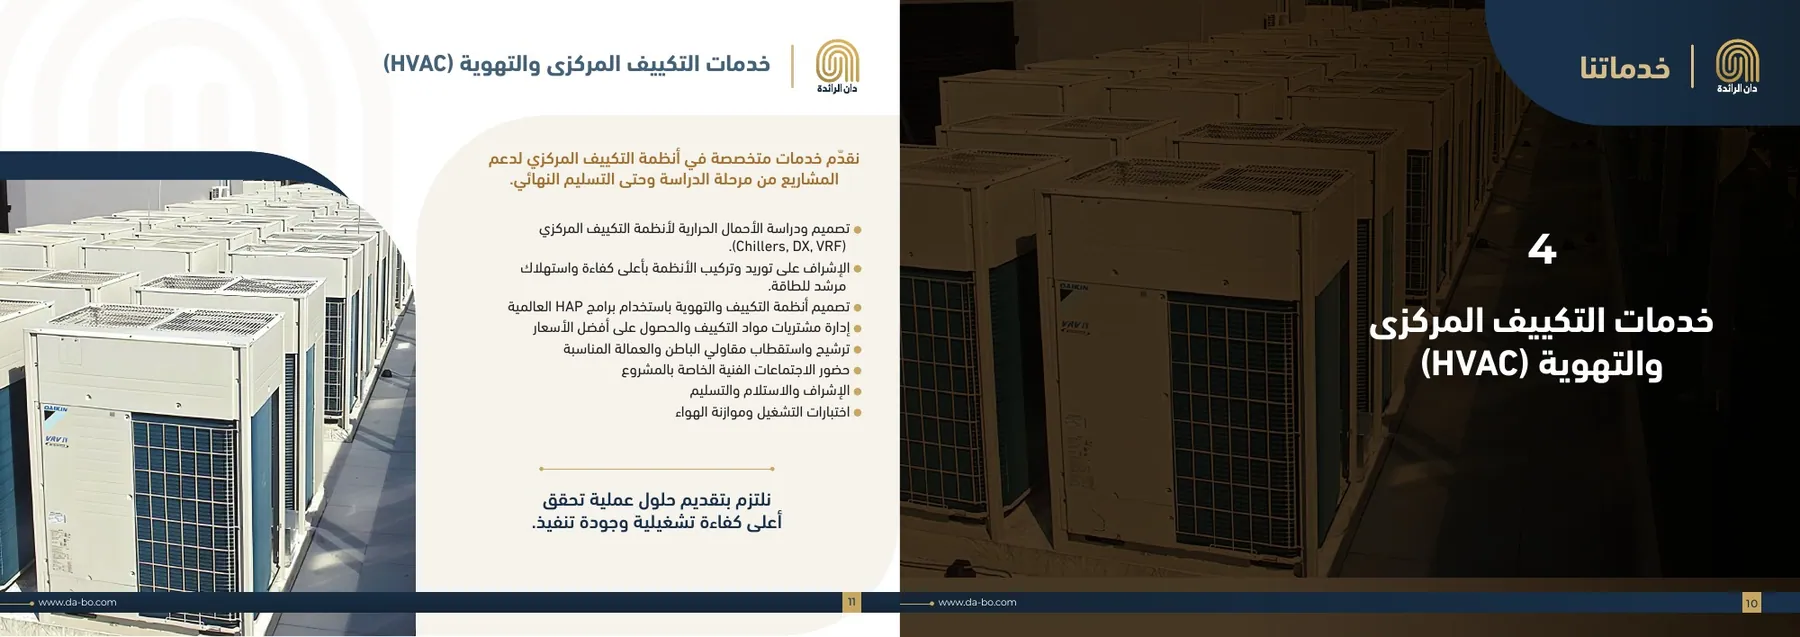 خدماتنا
دان الرائدة
4
خدمات التكييف المركزى
والتهوية (HVAC)
DAIKIN
VRV
www.da-bo.com
10
خدمات التكييف المركزى والتهوية (HVAC)
دان الرائدة
نقدّم خدمات متخصصة في أنظمة التكييف المركزي لدعم
المشاريع من مرحلة الدراسة وحتى التسليم النهائي.
تصميم ودراسة الأحمال الحرارية لأنظمة التكييف المركزي
(Chillers, DX, VRF).
الإشراف على توريد وتركيب الأنظمة بأعلى كفاءة واستهلاك
مرشد للطاقة.
تصميم أنظمة التكييف والتهوية باستخدام برامج HAP العالمية
إدارة مشتريات مواد التكييف والحصول على أفضل الأسعار
ترشيح واستقطاب مقاولي الباطن والعمالة المناسبة
حضور الاجتماعات الفنية الخاصة بالمشروع
الإشراف والاستلام والتسليم
اختبارات التشغيل وموازنة الهواء
نلتزم بتقديم حلول عملية تحقق
أعلى كفاءة تشغيلية وجودة تنفيذ.
DAIKIN
VRV
www.da-bo.com
11